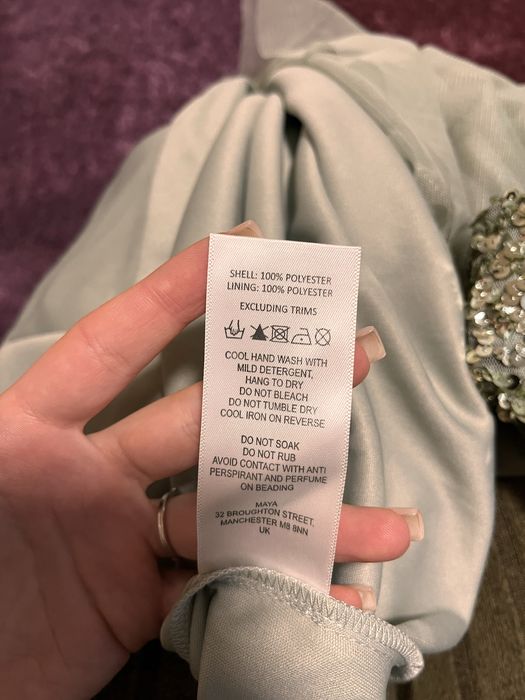 SHELL: 100% POLYESTER
LINING: 100% POLYESTER
EXCLUDING TRIMS
COOL HAND WASH WITH
MILD DETERGENT,
HANG TO DRY
DO NOT BLEACH
DO NOT TUMBLE DRY
COOL IRON ON REVERSE
DO NOT SOAK
DO NOT RUB
AVOID CONTACT WITH ANTI
PERSPIRANT AND PERFUME
ON BEADING
MAYA
32 BROUGHTON STREET,
MANCHESTER M8 8NN
UK